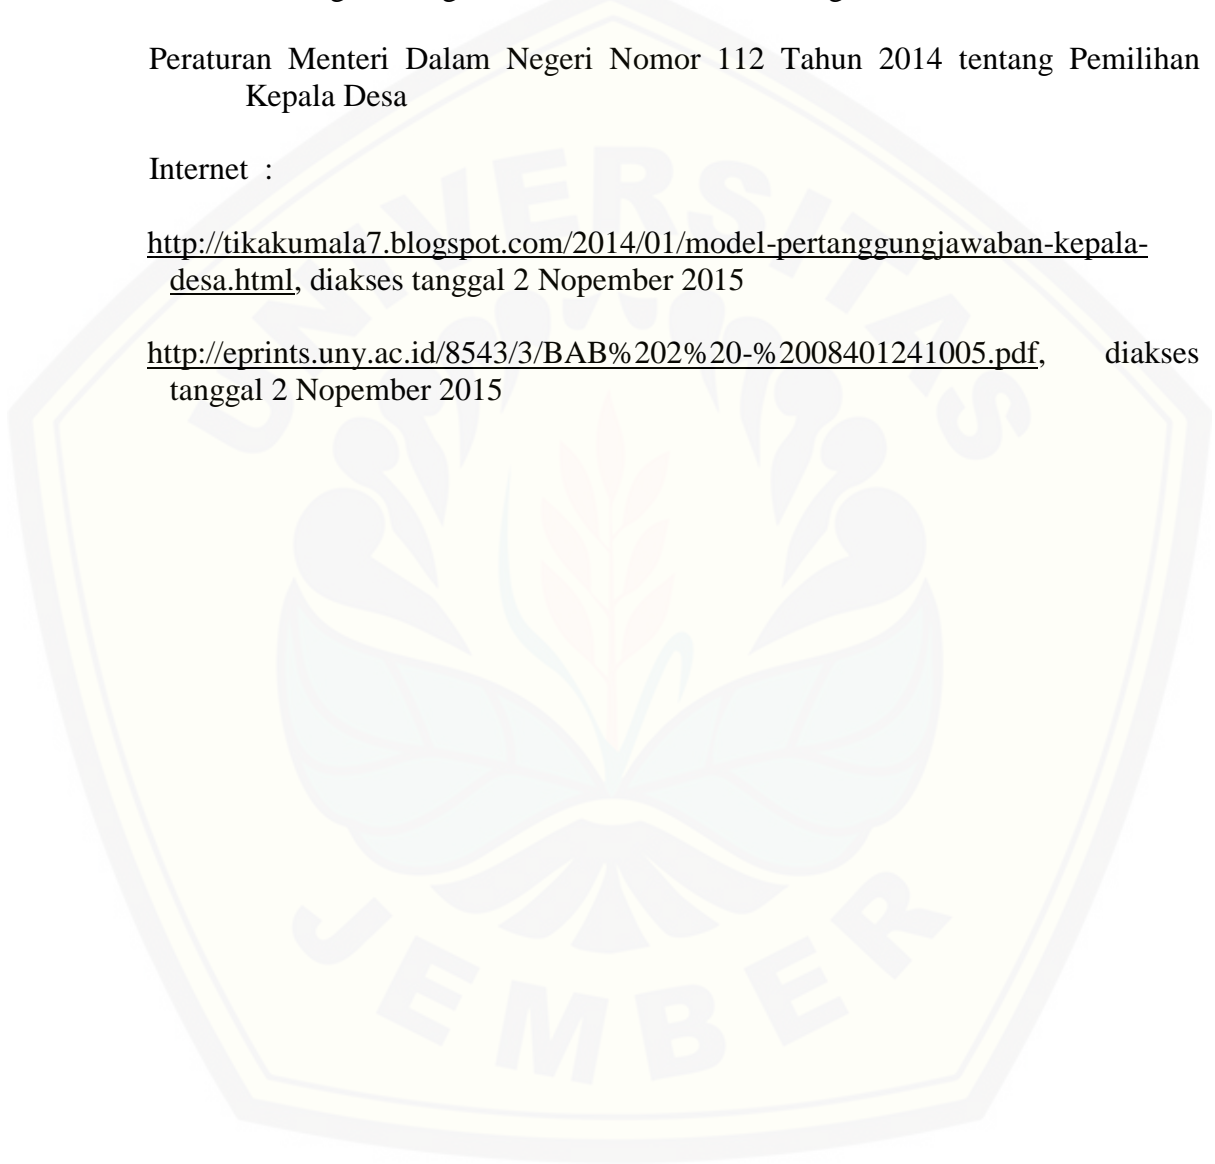 Peraturan Menteri Dalam Negeri Nomor 112 Tahun 2014 tentang Pemilihan
Kepala Desa
Internet :
http://tikakumala7.blogspot.com/2014/01/model-pertanggungjawaban-kepala-
desa.html, diakses tanggal 2 Nopember 2015
http://eprints.uny.ac.id/8543/3/BAB%202%20-%2008401241005.pdf, diakses
tanggal 2 Nopember 2015
UNIVERSITAS
JEMBER